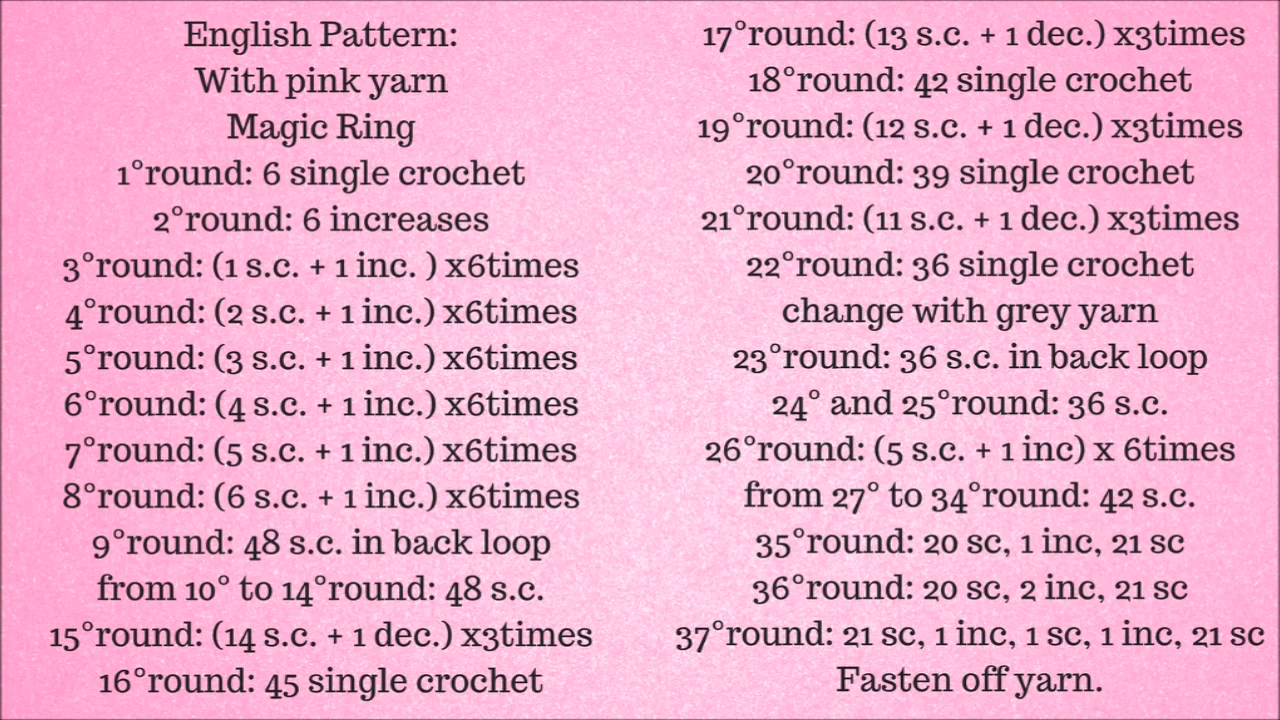 English Pattern:
With pink yarn
Magic Ring
1°round: 6 single crochet
2°round: 6 increases
3°round: (1 s.c. + 1 inc. ) x6times
4°round: (2 s.c. + 1 inc.) x6times
5°round: (3 s.c. + 1 inc.) x6times
6°round: (4 s.c. + 1 inc.) x6times
7°round: (5 s.c. + 1 inc.) x6times
8°round: (6 s.c. + 1 inc.) x6times
9°round: 48 s.c. in back loop
from 10° to 14°round: 48 s.c.
15°round: (14 s.c. + 1 dec.) x3times
16°round: 45 single crochet
17°round: (13 s.c. + 1 dec.) x3times
18°round: 42 single crochet
19°round: (12 s.c. + 1 dec.) x3times
20°round: 39 single crochet
21°round: (11 s.c. + 1 dec.) x3times
22°round: 36 single crochet
change with grey yarn
23°round: 36 s.c. in back loop
24° and 25°round: 36 s.c.
26°round: (5 s.c. + 1 inc) x 6times
from 27° to 34°round: 42 s.c.
35°round: 20 sc, 1 inc, 21 sc
36°round: 20 sc, 2 inc, 21 sc
37°round: 21 sc, 1 inc, 1 sc, 1 inc, 21 sc
Fasten off yarn.